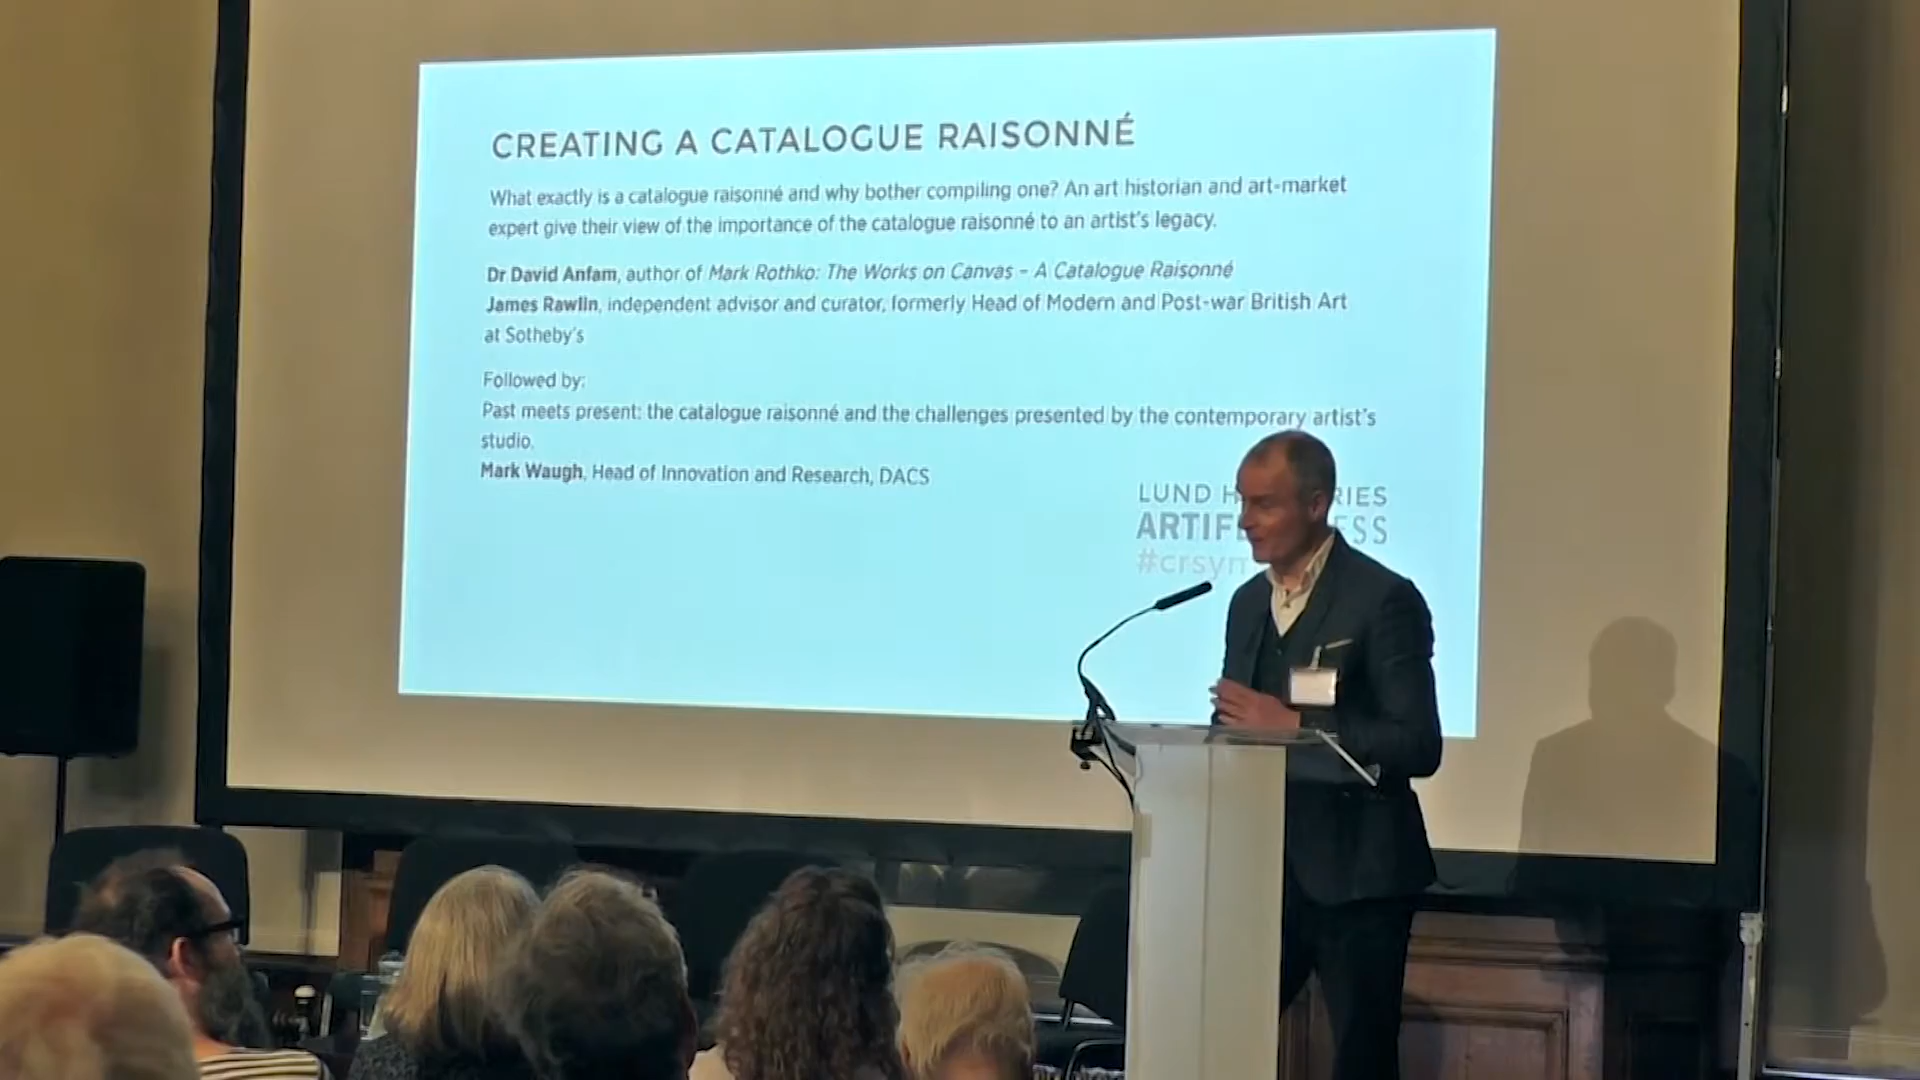 CREATING A CATALOGUE RAISONNÉ
What exactly is a catalogue raisonné and why bother compiling one? An art historian and art-market
expert give their view of the importance of the catalogue raisonné to an artist's legacy.
Dr David Anfam, author of Mark Rothko: The Works on Canvas – A Catalogue Raisonné
James Rawlin, independent advisor and curator, formerly Head of Modern and Post-war British Art
at Sotheby's
Followed by:
Past meets present: the catalogue raisonné and the challenges presented by the contemporary artist's
studio.
Mark Waugh, Head of Innovation and Research, DACS
LUND H RIES
ARTIF ESS
#crsym